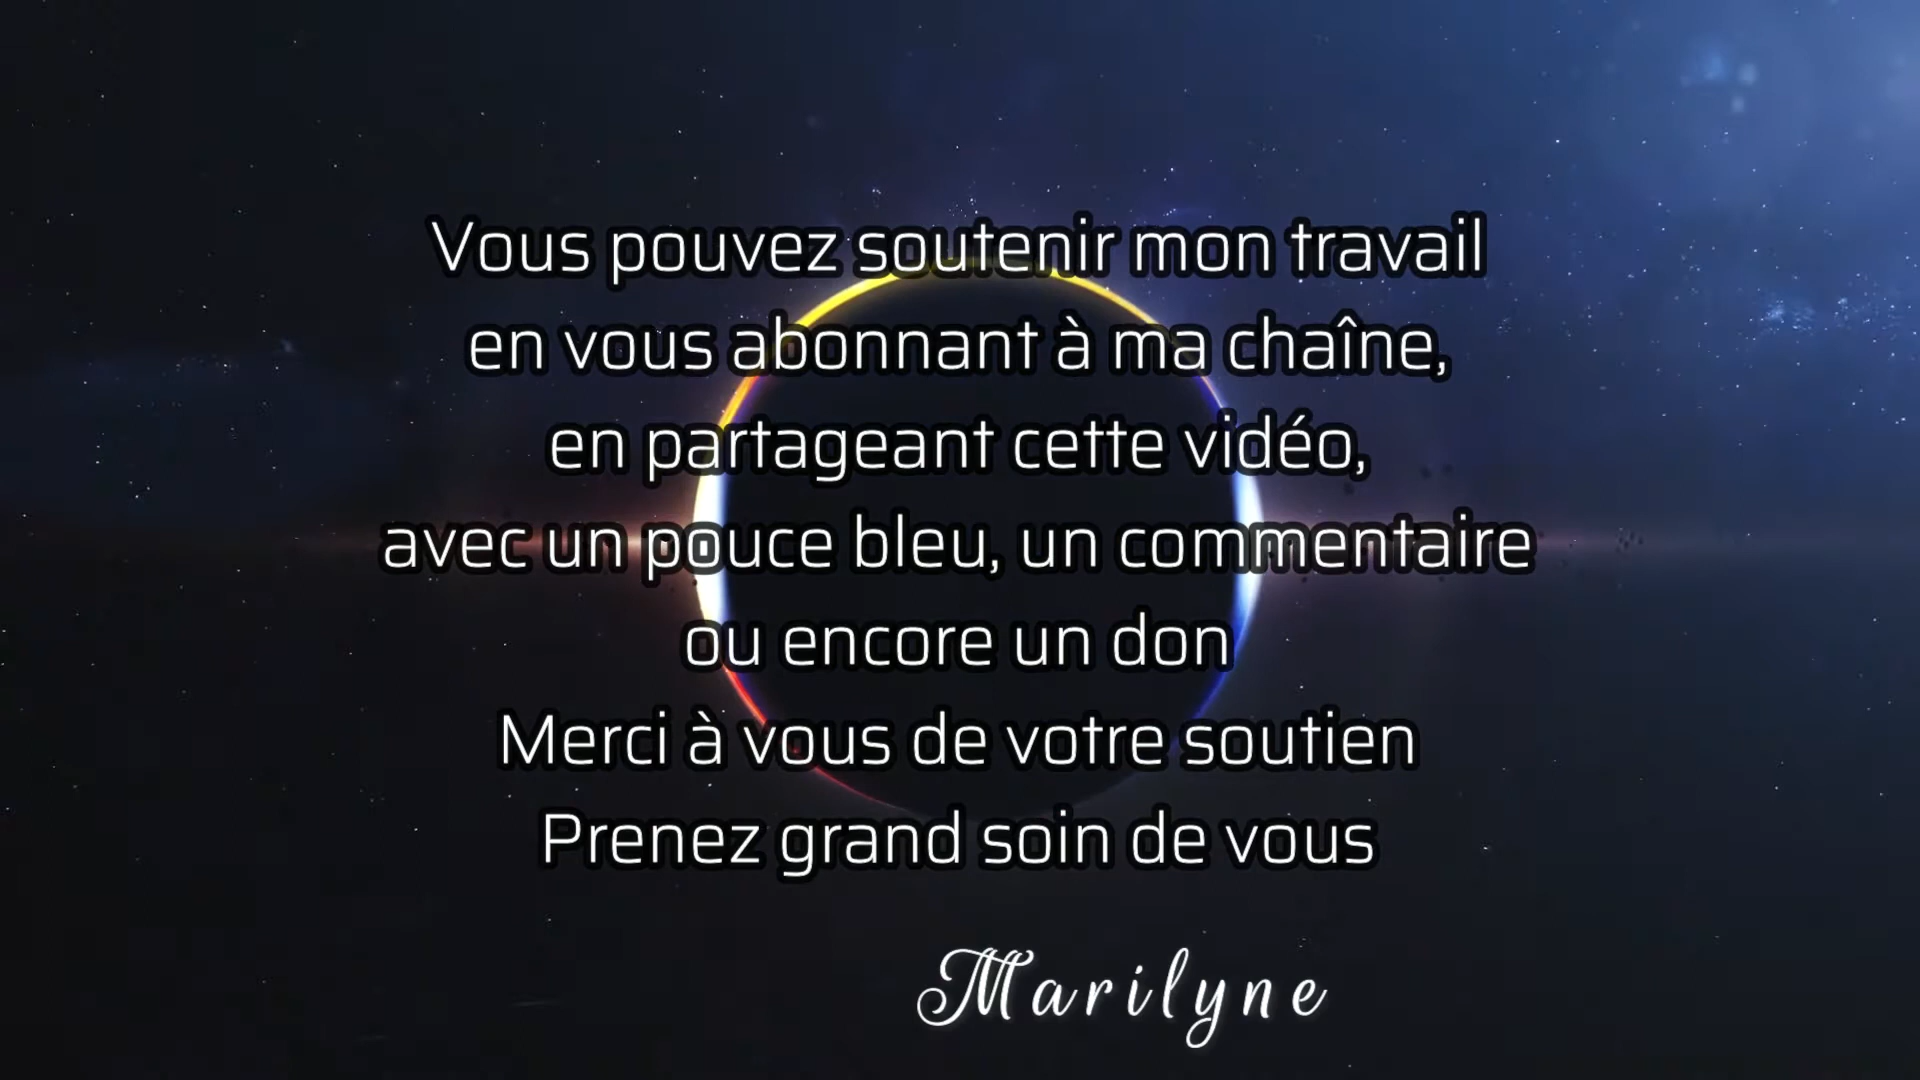 Vous pouvez soutenir mon travail
en vous abonnant à ma chaîne,
en partageant cette vidéo,
avec un pouce bleu, un commentaire
ou encore un don
Merci à vous de votre soutien
Prenez grand soin de vous
Marilyne